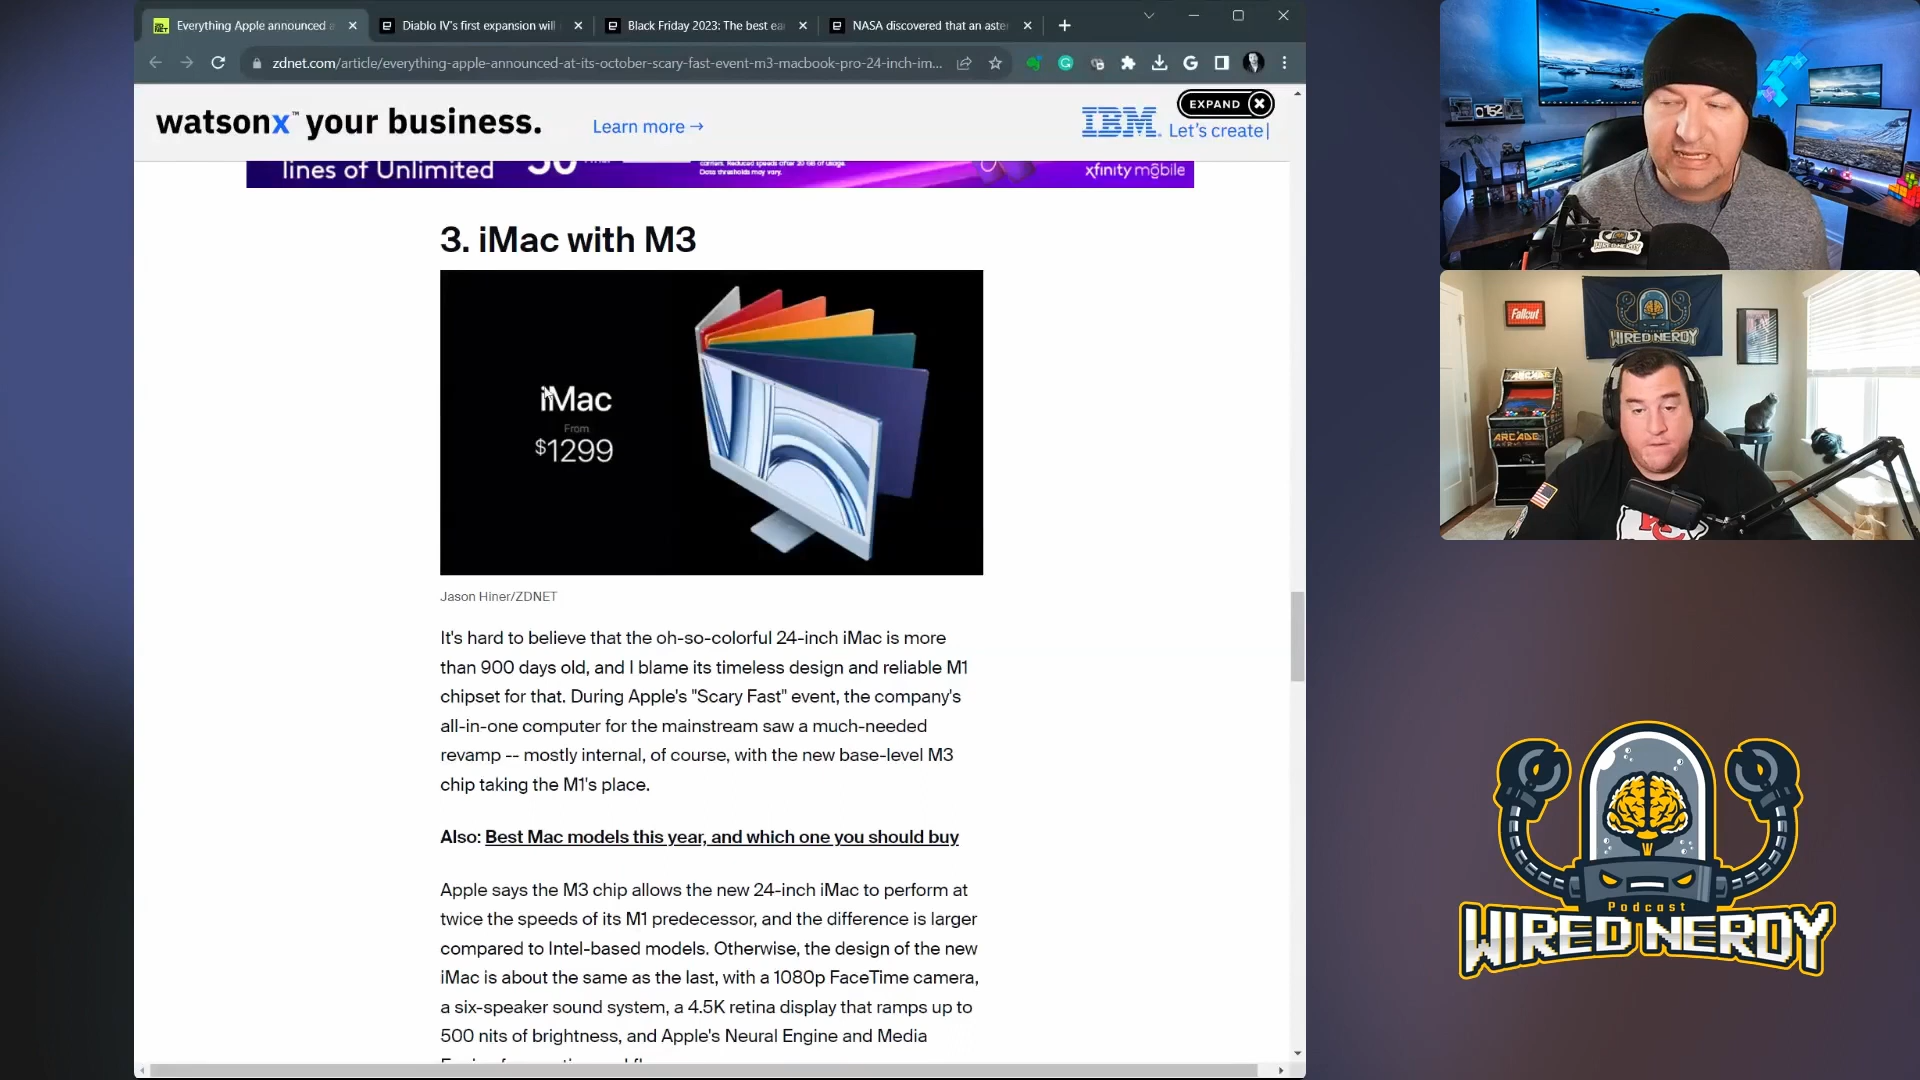 Everything Apple announced a
Diablo IV's first expansion will
Black Friday 2023: The best ea
NASA discovered that an aste
zdnet.com/article/everything-apple-announced-at-its-october-scary-fast-event-m3-macbook-pro-24-inch-im...
watsonx™ your business.
Learn more →
EXPAND
IBM. Let's create|
lines of Unlimited
Data thresholds may vary.
xfinity mobile
3. iMac with M3
iMac
From
$1299
Jason Hiner/ZDNET
It's hard to believe that the oh-so-colorful 24-inch iMac is more
than 900 days old, and I blame its timeless design and reliable M1
chipset for that. During Apple's "Scary Fast" event, the company's
all-in-one computer for the mainstream saw a much-needed
revamp -- mostly internal, of course, with the new base-level M3
chip taking the M1's place.
Also: Best Mac models this year, and which one you should buy
Apple says the M3 chip allows the new 24-inch iMac to perform at
twice the speeds of its M1 predecessor, and the difference is larger
compared to Intel-based models. Otherwise, the design of the new
iMac is about the same as the last, with a 1080p FaceTime camera,
a six-speaker sound system, a 4.5K retina display that ramps up to
500 nits of brightness, and Apple's Neural Engine and Media
WIRED NERDY
Fallout
WIRED NERDY
ARCADE
ARCADE
KC
Podcast
WIRED NERDY